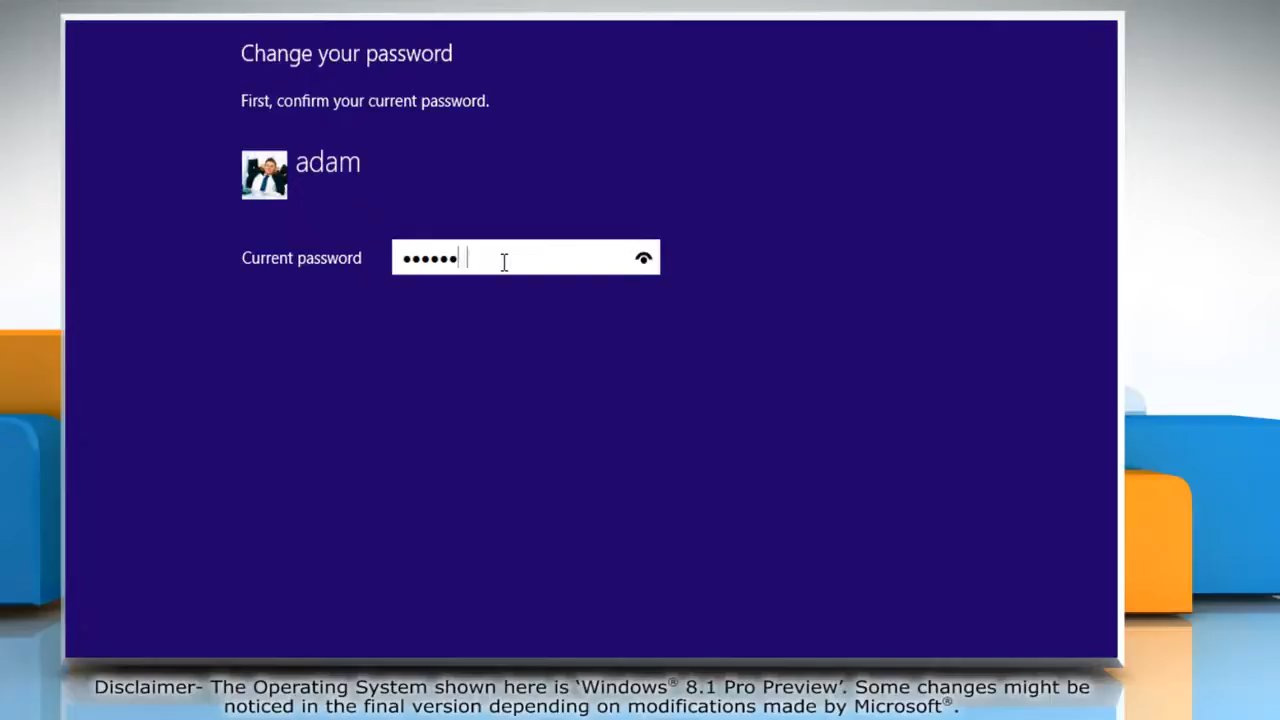 Change your password
First, confirm your current password.
adam
Current password ••••••
Disclaimer- The Operating System shown here is ‘Windows® 8.1 Pro Preview’. Some changes might be
noticed in the final version depending on modifications made by Microsoft®.